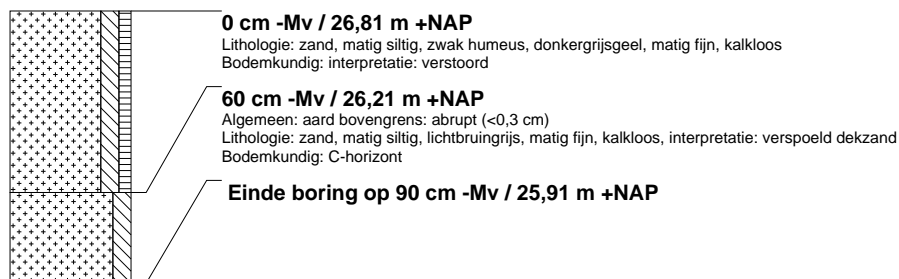 0 cm -Mv / 26,81 m +NAP
Lithologie: zand, matig siltig, zwak humeus, donkergrijsgeel, matig fijn, kalkloos
Bodemkundig: interpretatie: verstoord
60 cm -Mv / 26,21 m +NAP
Algemeen: aard bovengrens: abrupt (<0,3 cm)
Lithologie: zand, matig siltig, lichtbruingrijs, matig fijn, kalkloos, interpretatie: verspoeld dekzand
Bodemkundig: C-horizont
Einde boring op 90 cm -Mv / 25,91 m +NAP